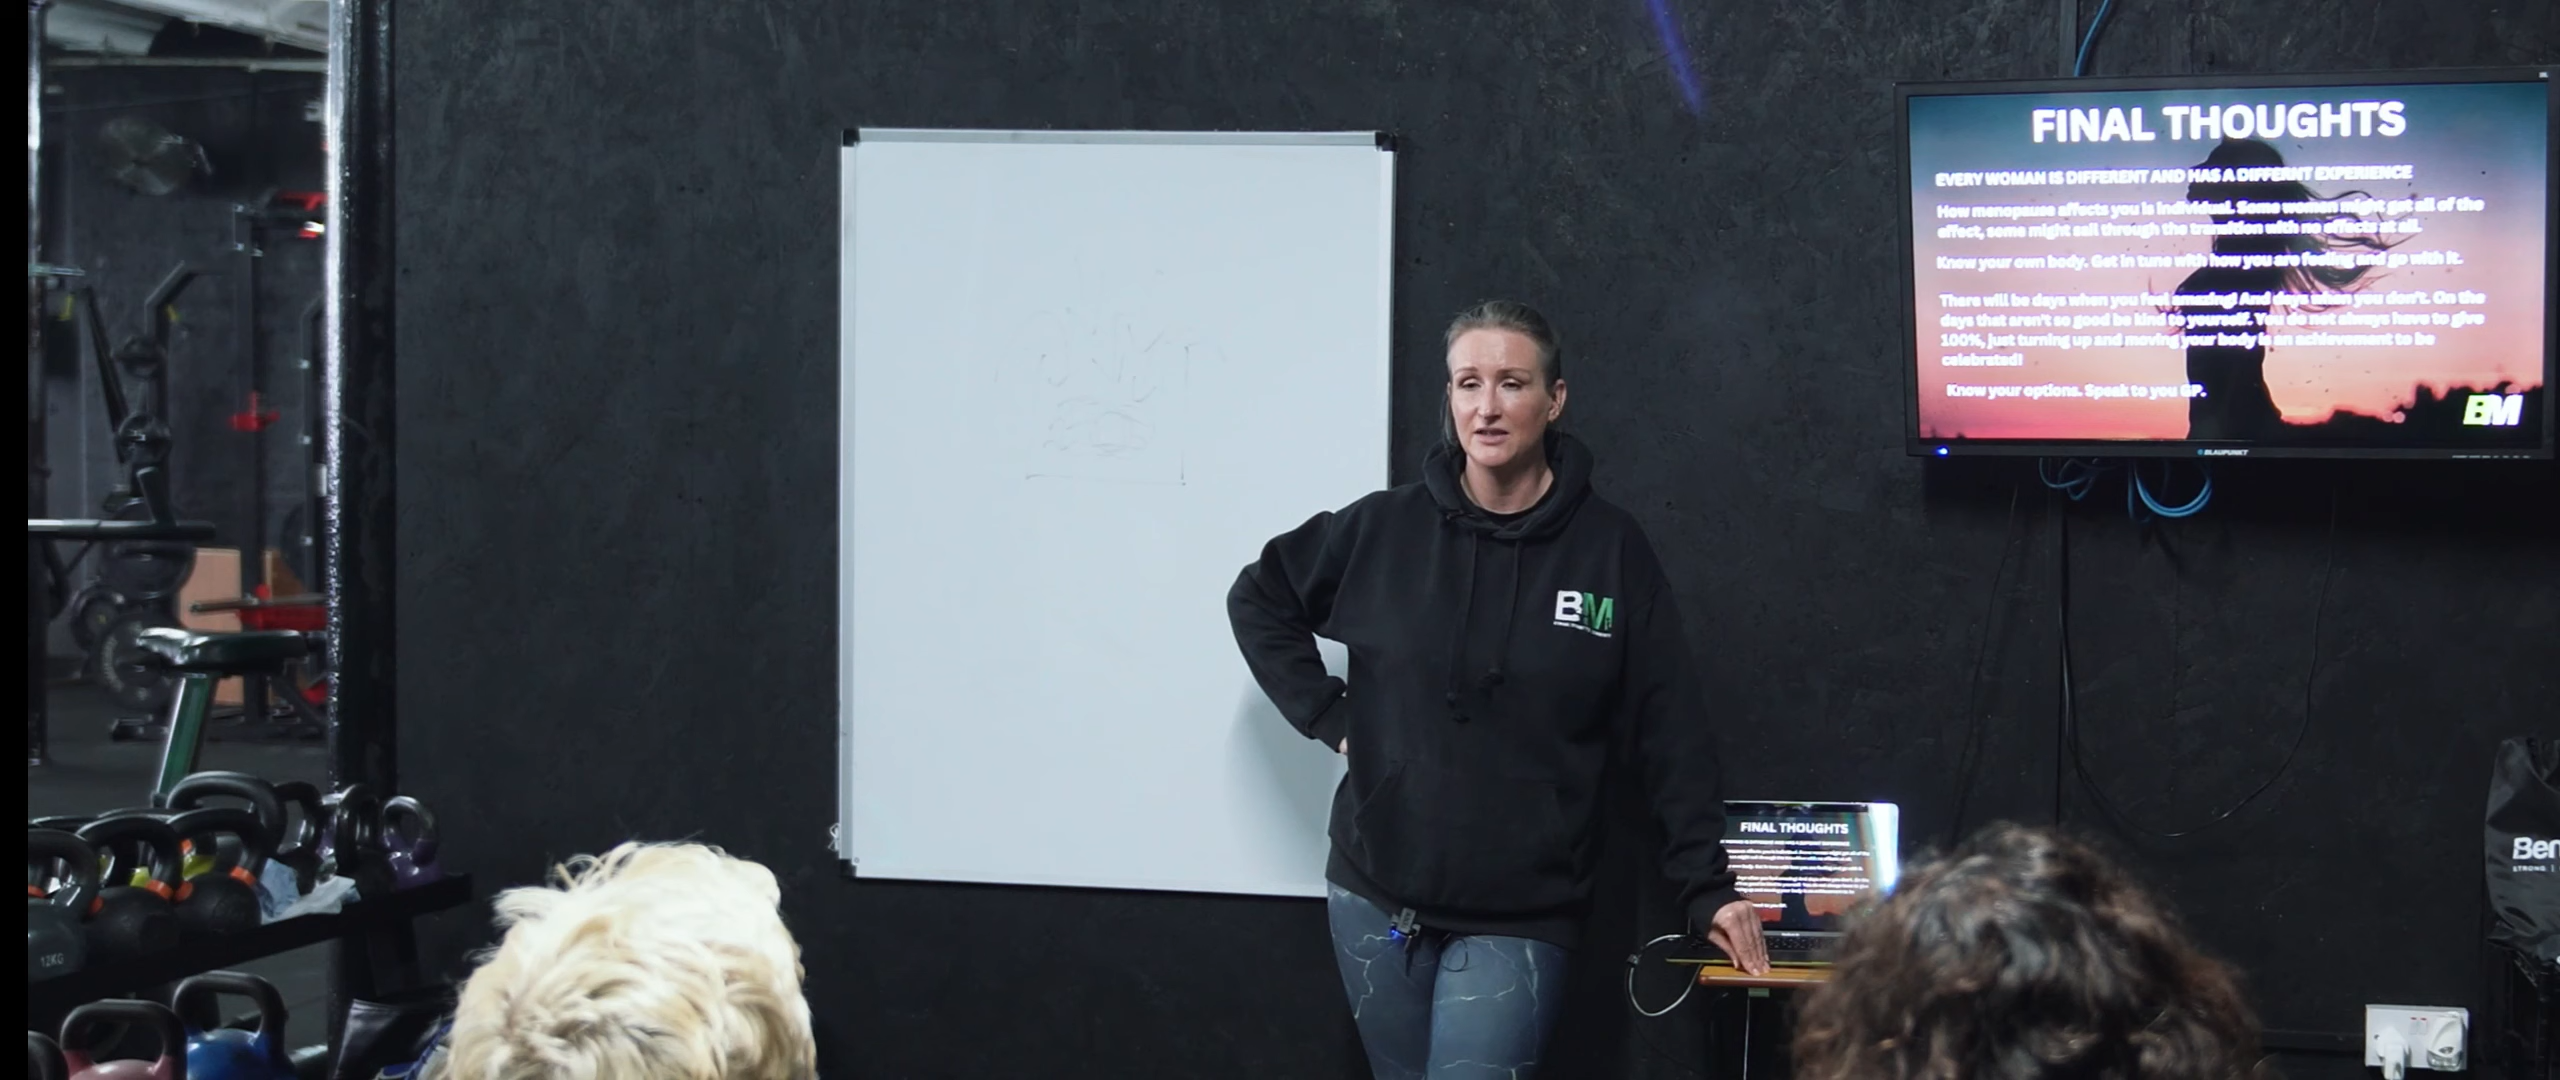 FINAL THOUGHTS
EVERY WOMAN IS DIFFERENT AND HAS A DIFFERNT EXPERIENCE
How menopause affects you is individual. Some women might get all of the
effect, some might sail through the transition with no effects at all.
Know your own body. Get in tune with how you are feeling and go with it.
There will be days when you feel amazing! And days when you don't. On the
days that aren't so good be kind to yourself. You do not always have to give
100%, just turning up and moving your body is an achievement to be
celebrated!
Know your options. Speak to you GP.
BM
BLAUPUNKT
BM
FINAL THOUGHTS
Ben
STRONG |
12KG